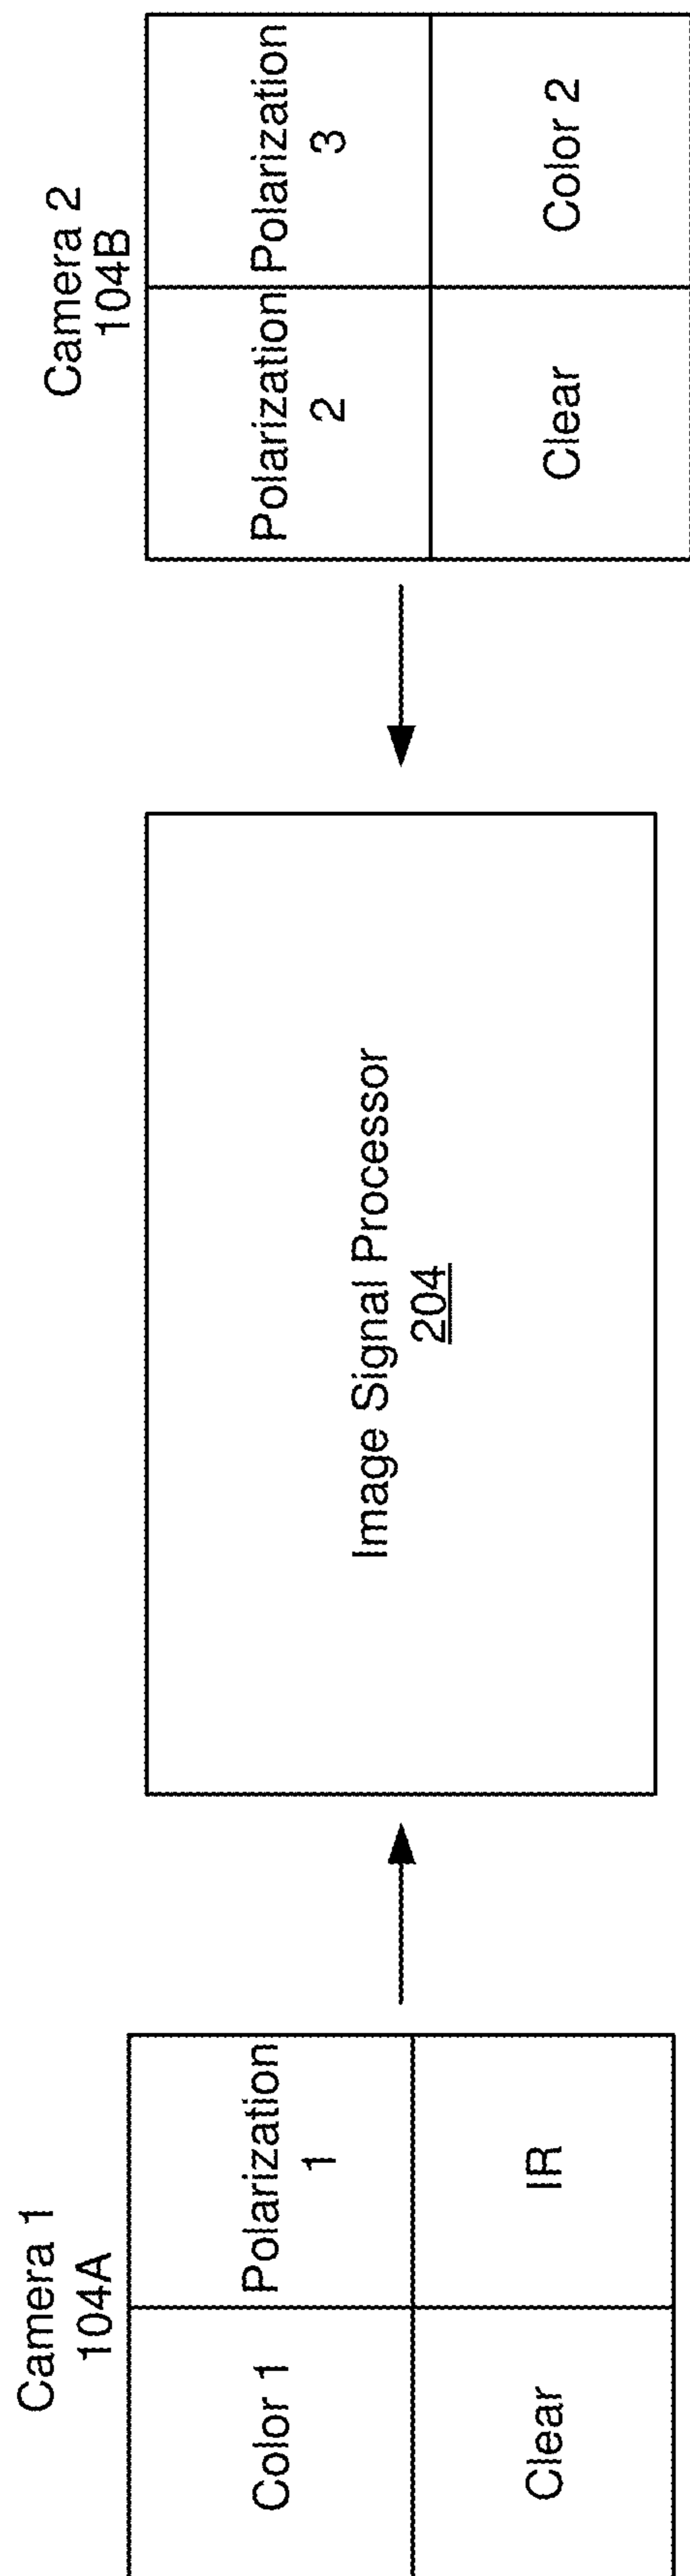 Camera 1
104A
Color 1
Polarization
1
Clear
IR
Image Signal Processor
204
Camera 2
104B
Polarization
2
Polarization
3
Clear
Color 2